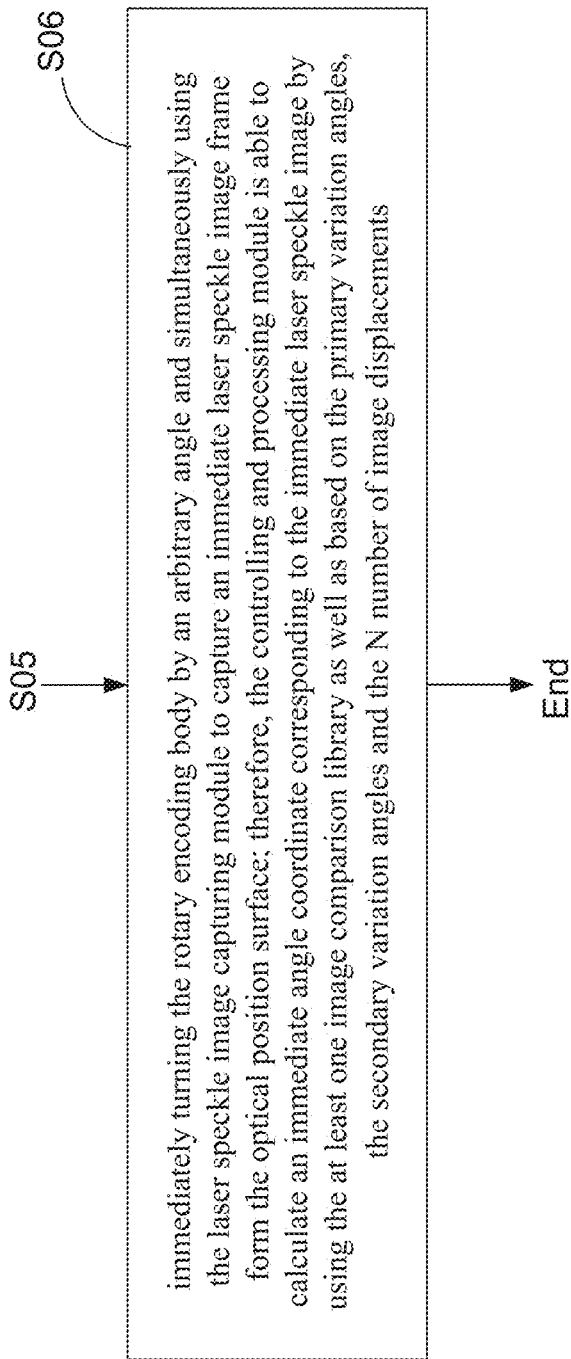 S05
S06
immediately turning the rotary encoding body by an arbitrary angle and simultaneously using
the laser speckle image capturing module to capture an immediate laser speckle image frame
form the optical position surface; therefore, the controlling and processing module is able to
calculate an immediate angle coordinate corresponding to the immediate laser speckle image by
using the at least one image comparison library as well as based on the primary variation angles,
the secondary variation angles and the N number of image displacements
End